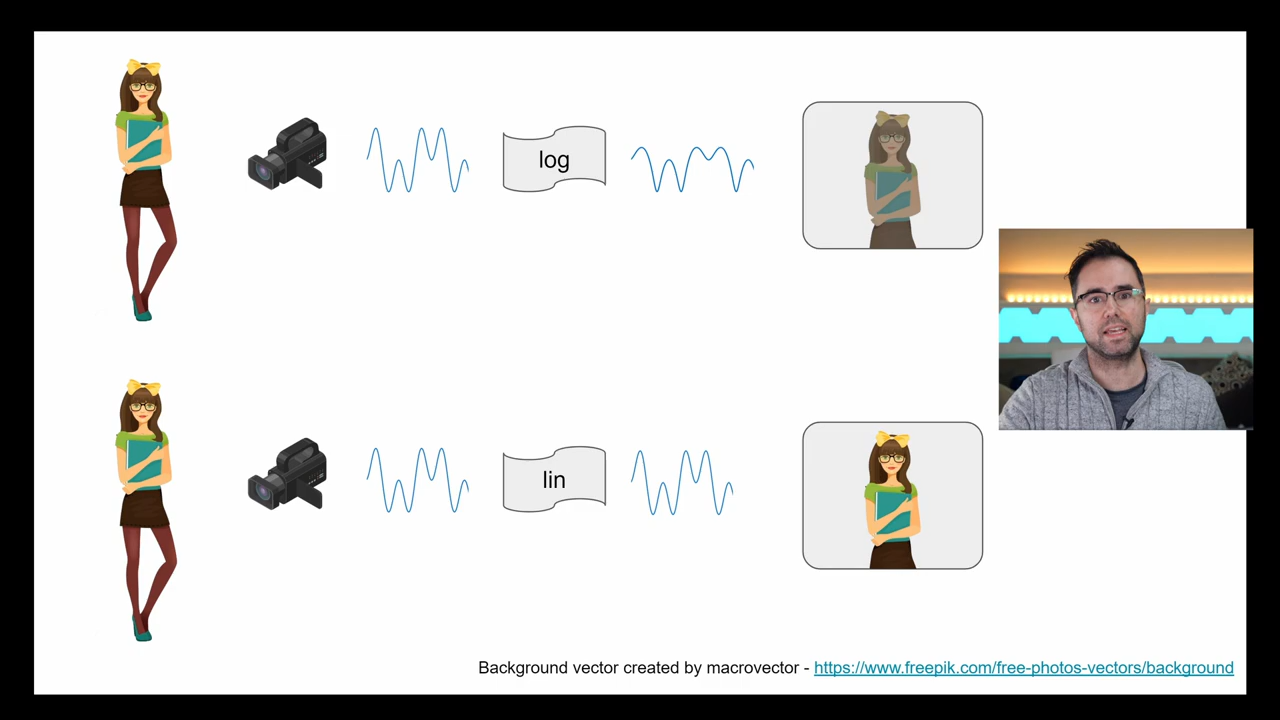 log
lin
Background vector created by macrovector - https://www.freepik.com/free-photos-vectors/background